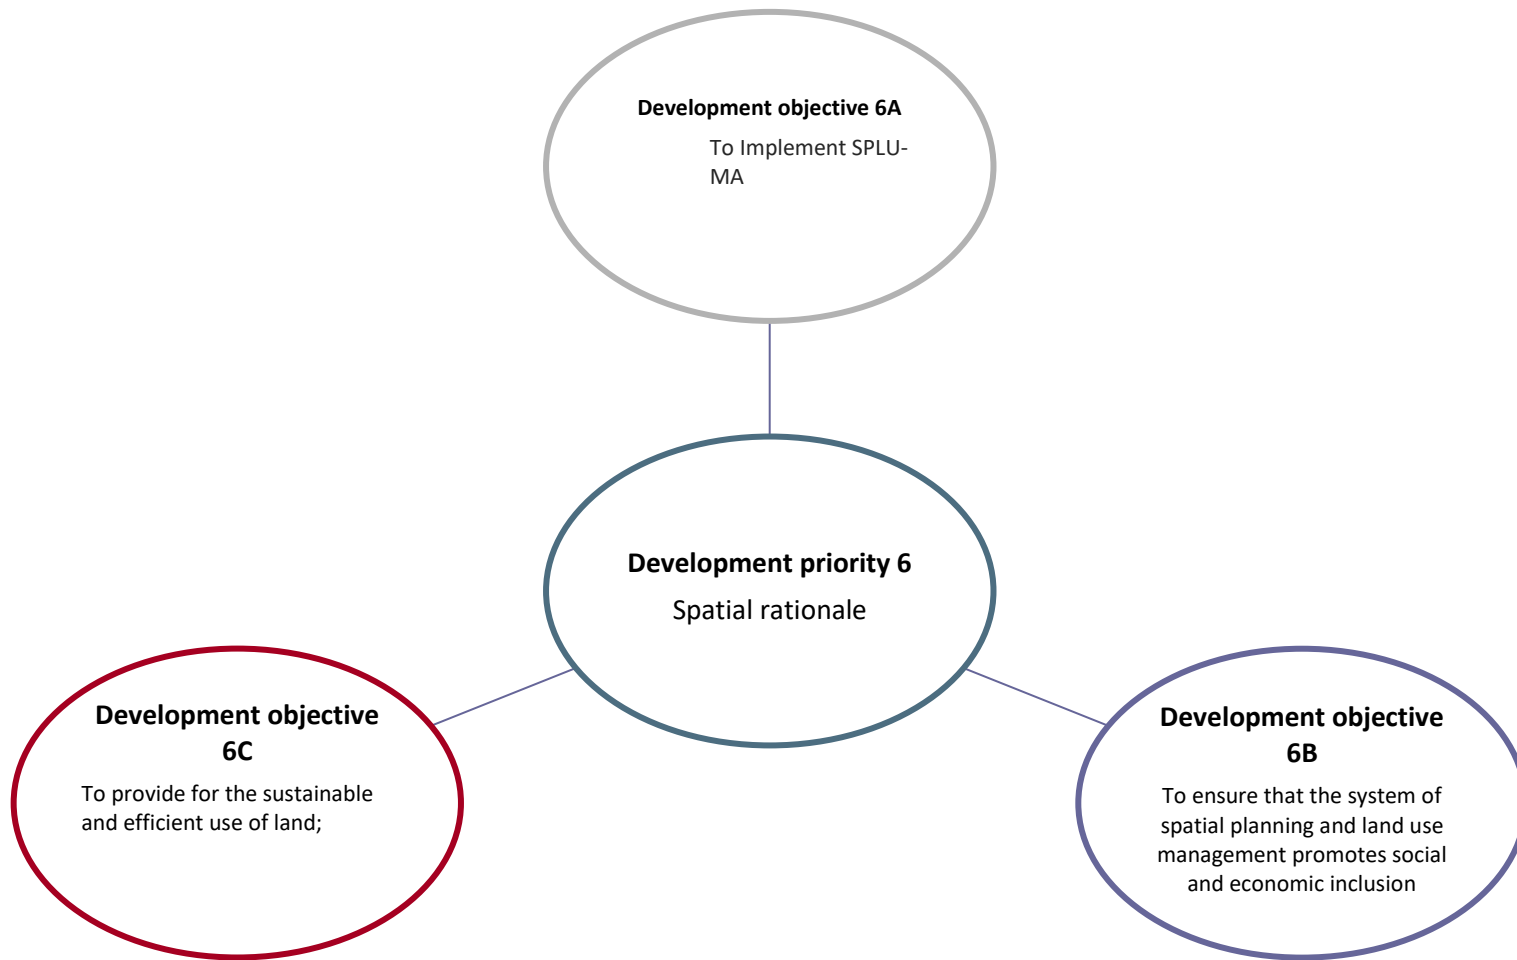 Development objective 6A
To Implement SPLU-
MA
Development priority 6
Spatial rationale
Development objective
6C
To provide for the sustainable
and efficient use of land;
Development objective
6B
To ensure that the system of
spatial planning and land use
management promotes social
and economic inclusion